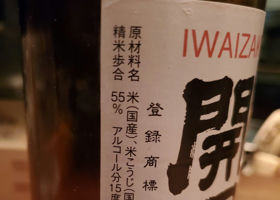 IWAIZA
開
登録商標
原材料名 米(国産)、米こうじ(国
精米歩合 55% アルコール分15度